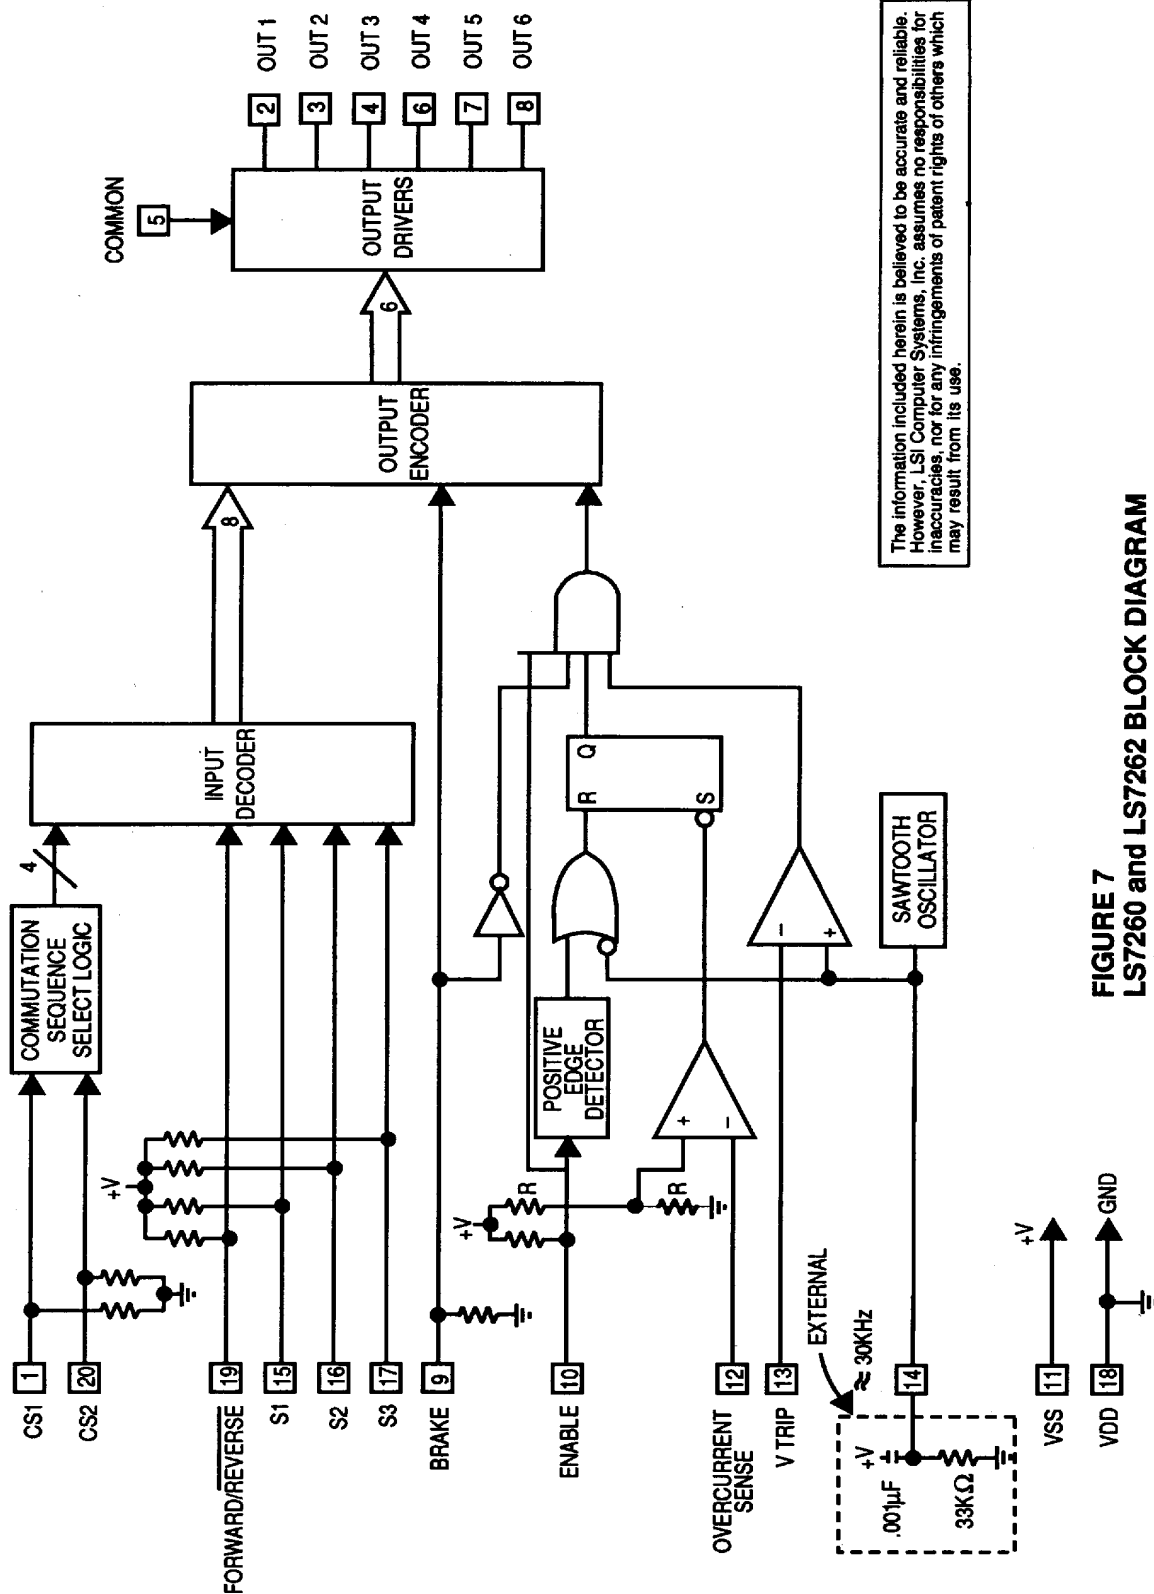 CS1
1
CS2
20
FORWARD/REVERSE
19
S1
15
S2
16
S3
17
BRAKE
9
ENABLE
10
OVERCURRENT
SENSE
12
V TRIP
13
14
EXTERNAL
≈ 30KHz
+V
.001µF
33KΩ
VSS
11
+V
VDD
18
GND
+V
+V
R
R
COMMUTATION
SEQUENCE
SELECT LOGIC
4
INPUT
DECODER
8
POSITIVE
EDGE
DETECTOR
+
–
–
+
R
Q
S
SAWTOOTH
OSCILLATOR
OUTPUT
ENCODER
6
OUTPUT
DRIVERS
COMMON
5
2
OUT 1
3
OUT 2
4
OUT 3
6
OUT 4
7
OUT 5
8
OUT 6
The information included herein is believed to be accurate and reliable.
However, LSI Computer Systems, Inc. assumes no responsibilities for
inaccuracies, nor for any infringements of patent rights of others which
may result from its use.
FIGURE 7
LS7260 and LS7262 BLOCK DIAGRAM